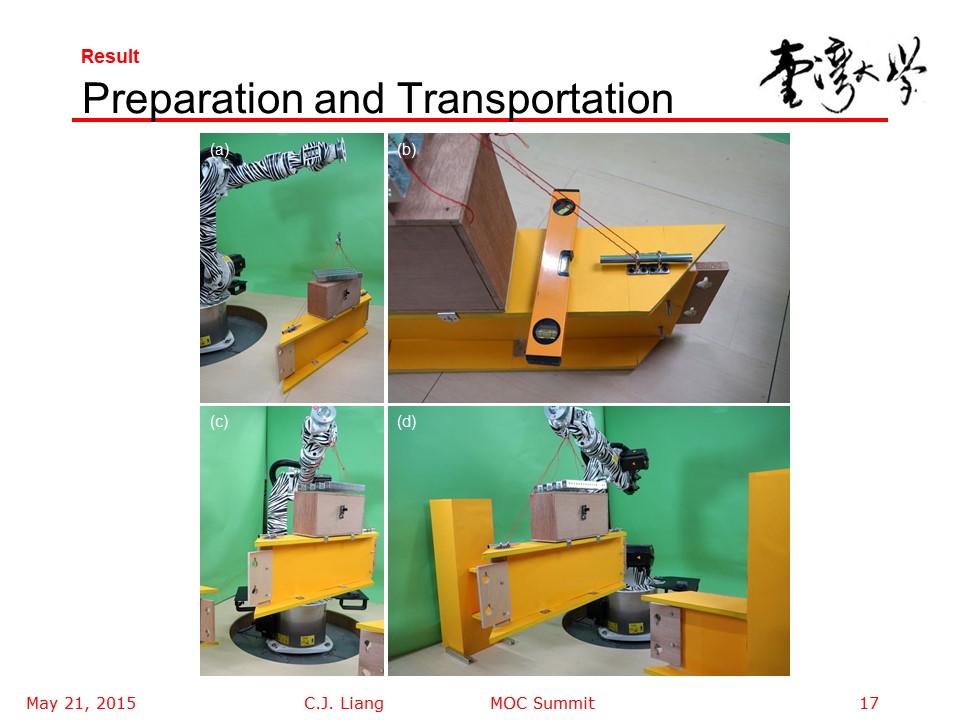 Result
臺灣大學
Preparation and Transportation
(a)
(b)
(c)
(d)
May 21, 2015 C.J. Liang MOC Summit 17